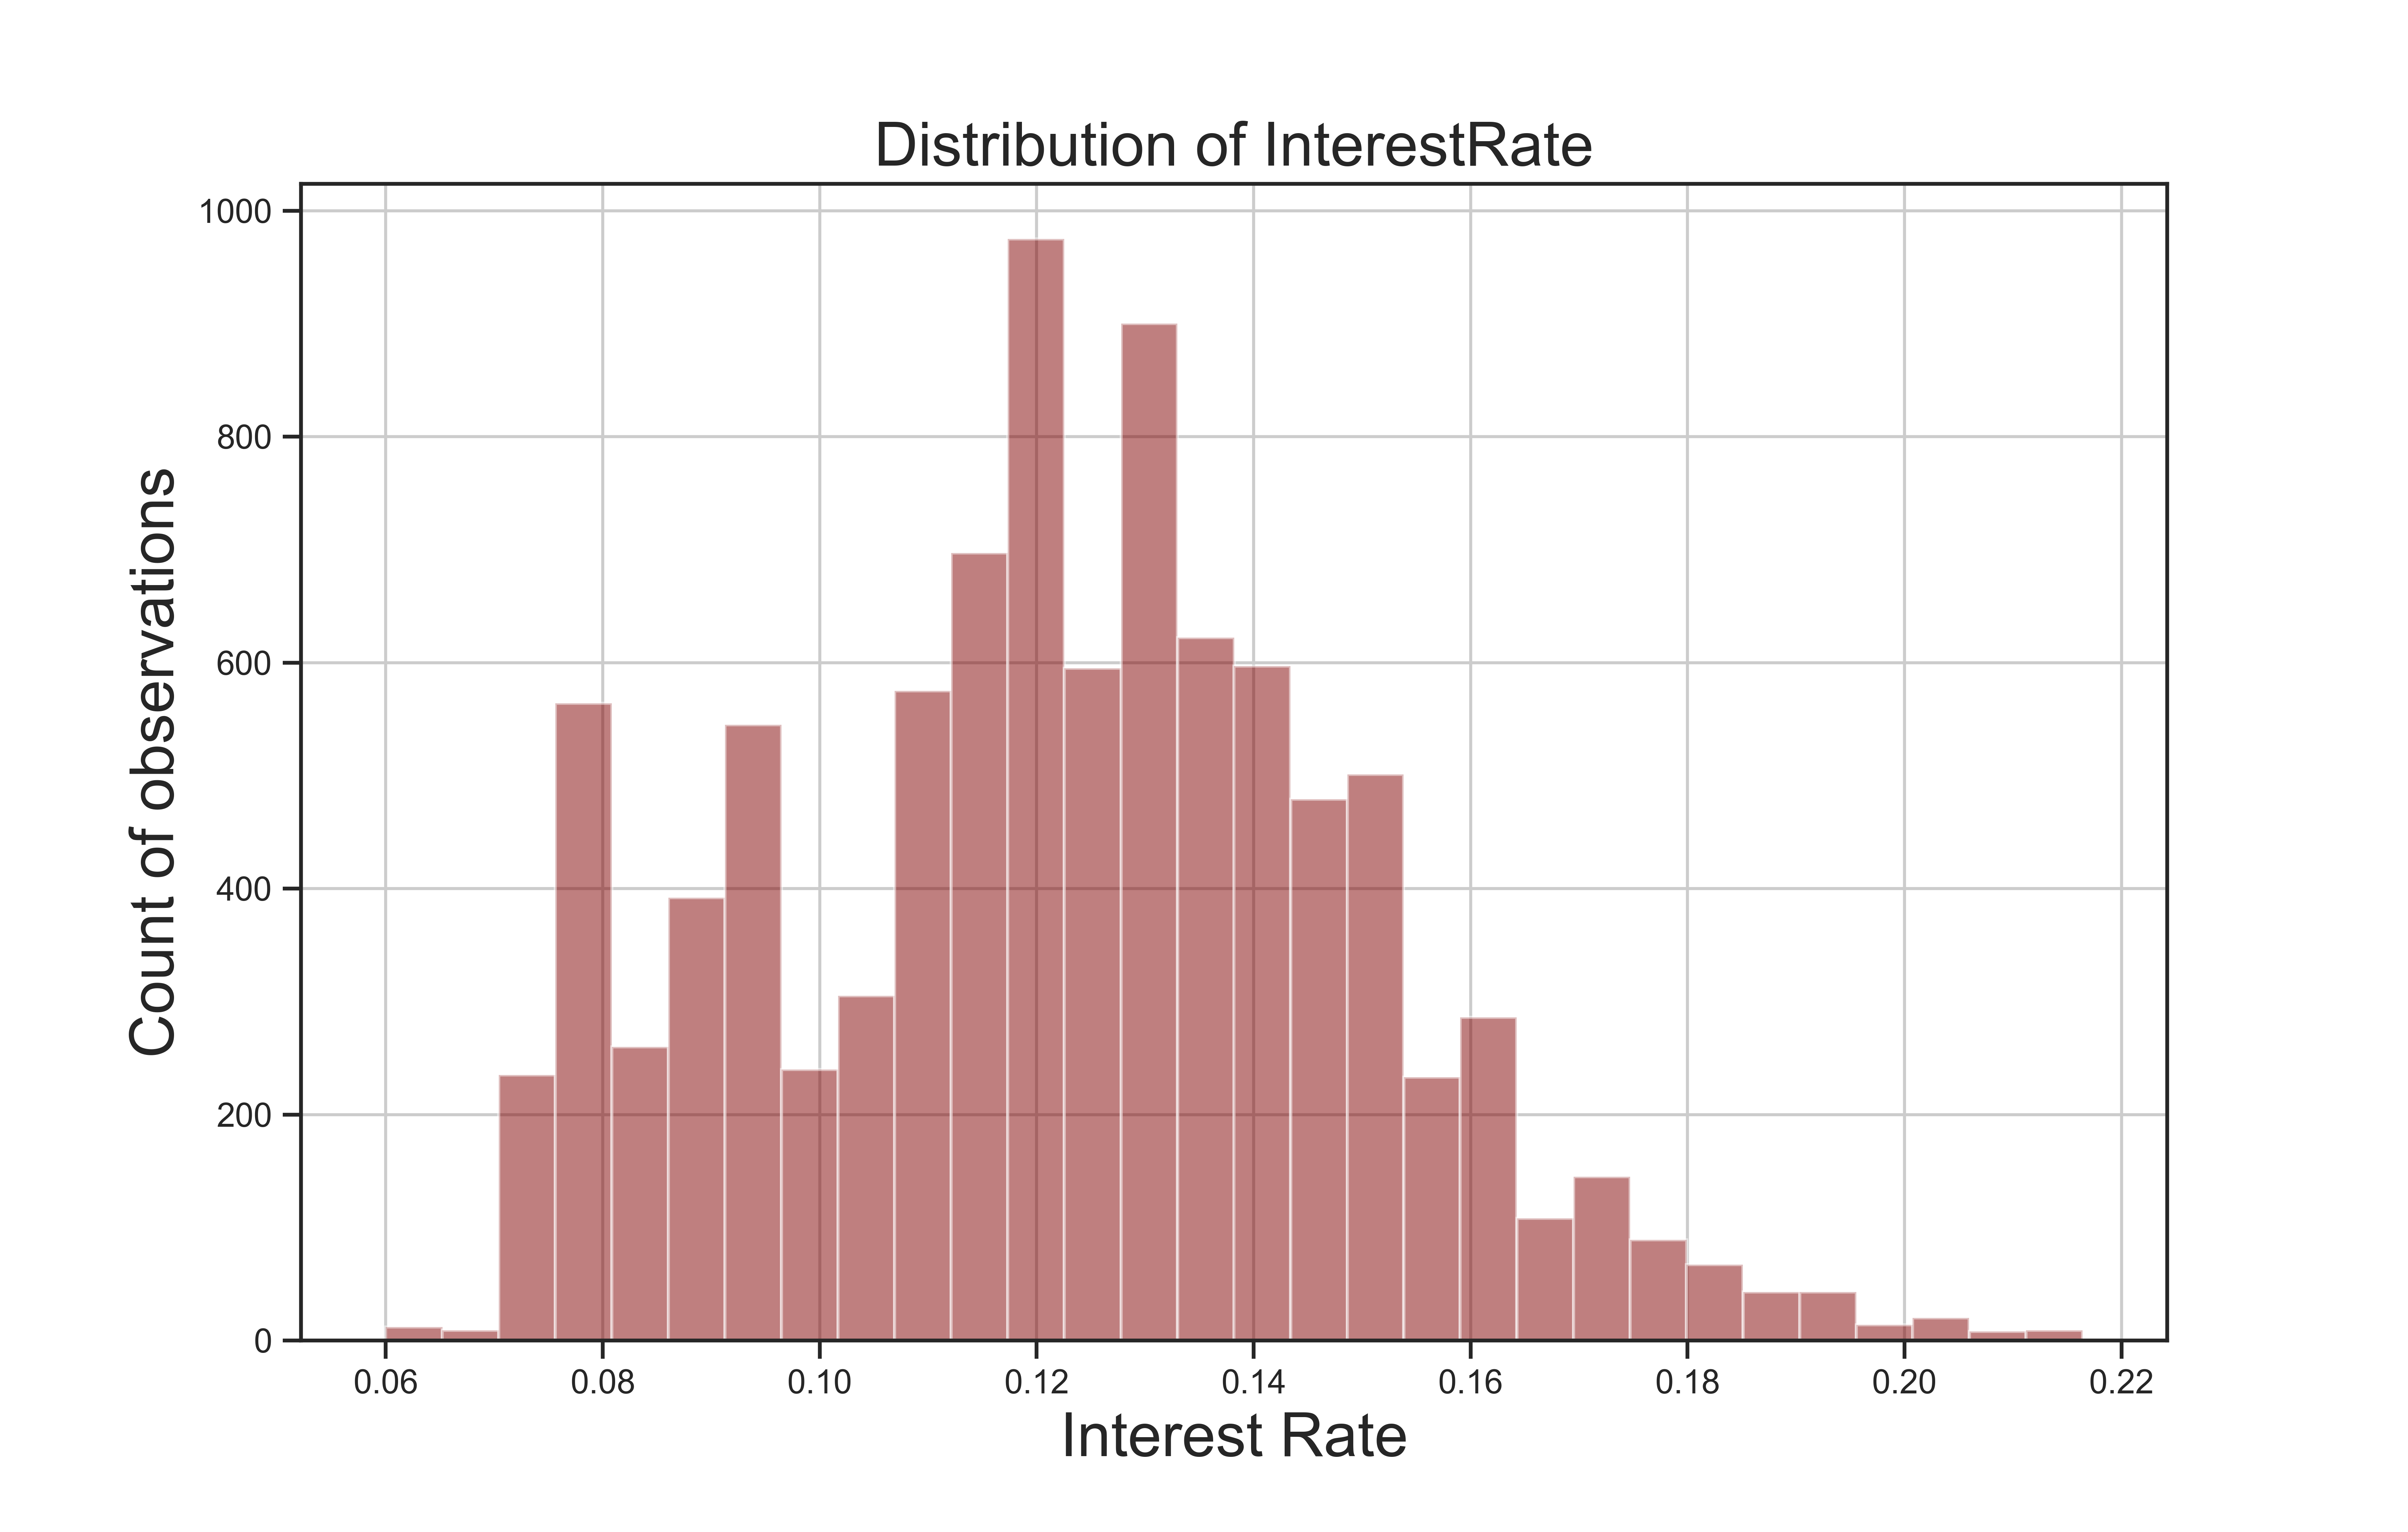 Distribution of InterestRate
Count of observations
1000
800
600
400
200
0
0.06 0.08 0.10 0.12 0.14 0.16 0.18 0.20 0.22
Interest Rate